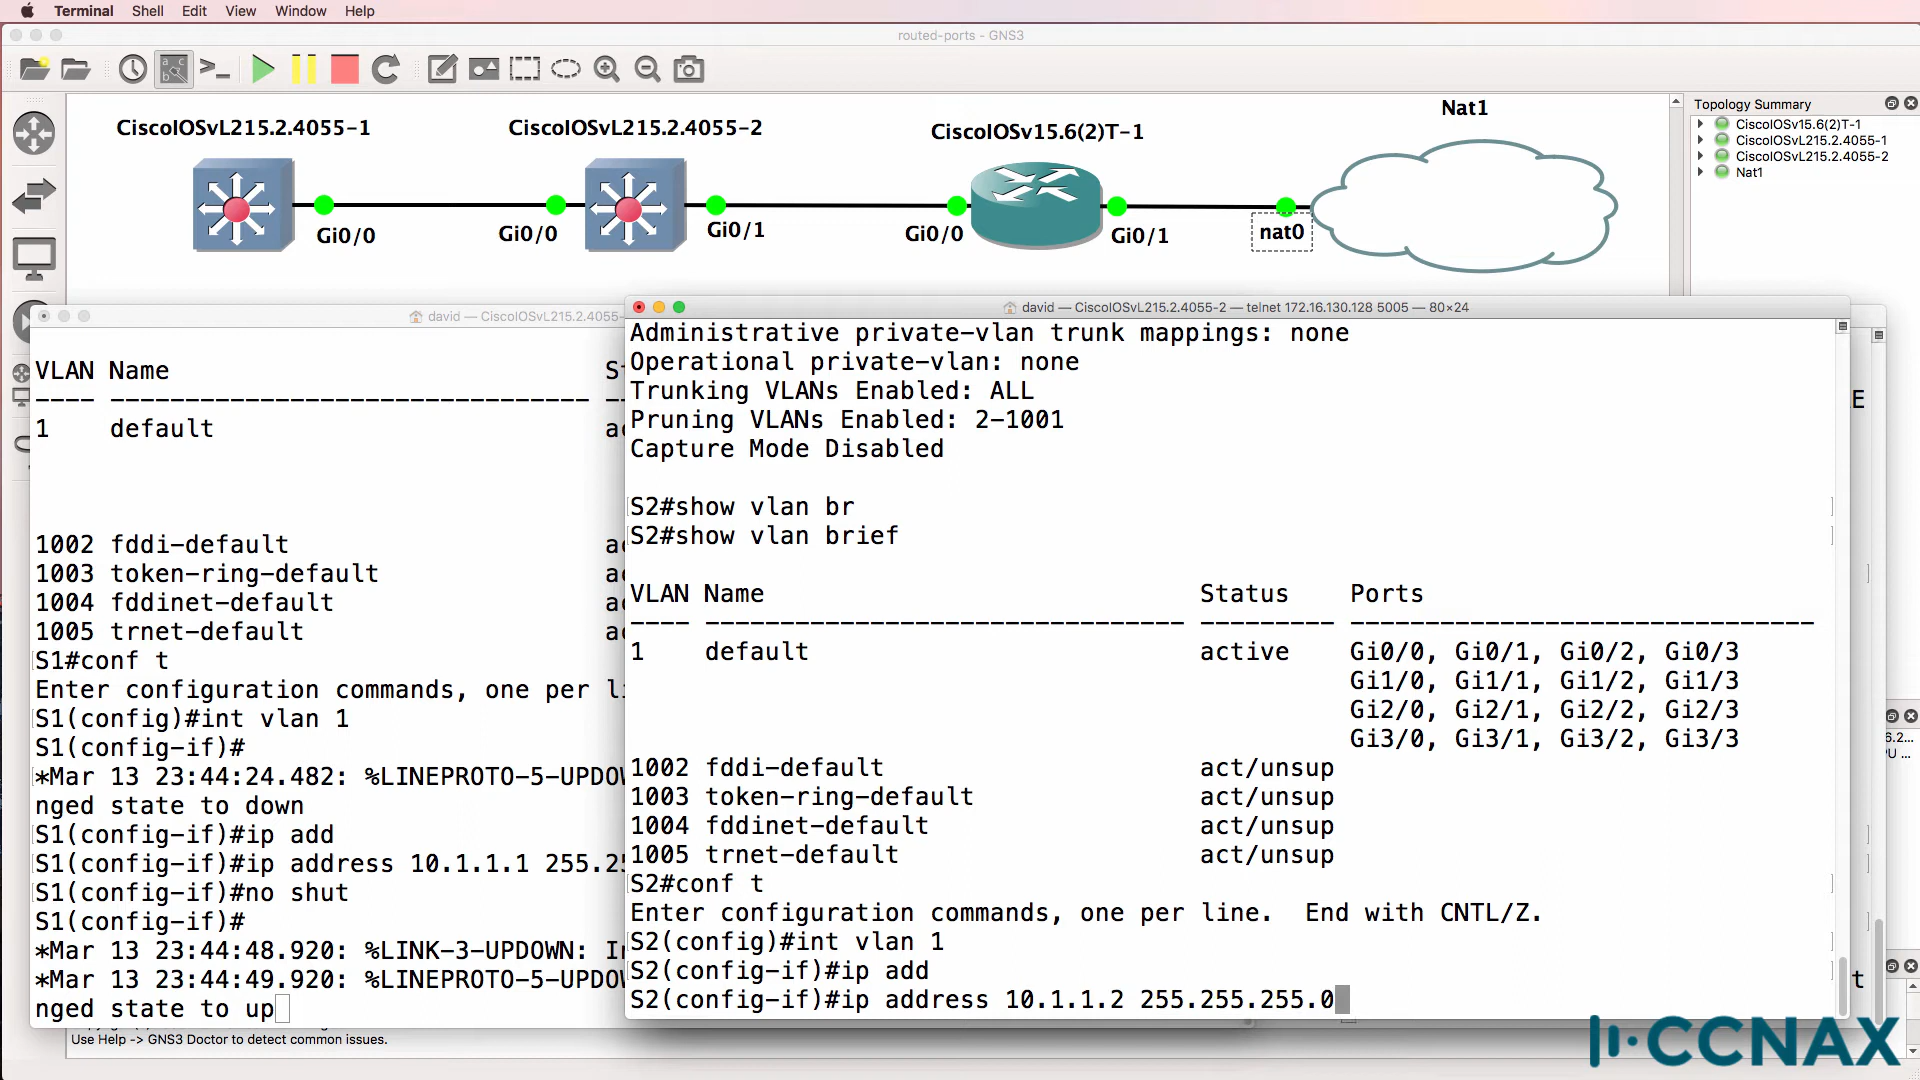 Terminal Shell Edit View Window Help
routed-ports - GNS3
CiscoIOSvL215.2.4055-1
CiscoIOSvL215.2.4055-2
CiscoIOSv15.6(2)T-1
Nat1
Gi0/0
Gi0/0
Gi0/1
Gi0/0
Gi0/1
nat0
Topology Summary
CiscoIOSv15.6(2)T-1
CiscoIOSvL215.2.4055-1
CiscoIOSvL215.2.4055-2
Nat1
david — CiscoIOSvL215.2.4055-
VLAN Name
---- -------------------------------- --
1 default
1002 fddi-default
1003 token-ring-default
1004 fddinet-default
1005 trnet-default
S1#conf t
Enter configuration commands, one per li
S1(config)#int vlan 1
S1(config-if)#
*Mar 13 23:44:24.482: %LINEPROTO-5-UPDOW
nged state to down
S1(config-if)#ip add
S1(config-if)#ip address 10.1.1.1 255.25
S1(config-if)#no shut
S1(config-if)#
*Mar 13 23:44:48.920: %LINK-3-UPDOWN: In
*Mar 13 23:44:49.920: %LINEPROTO-5-UPDOW
nged state to up
david — CiscoIOSvL215.2.4055-2 — telnet 172.16.130.128 5005 — 80×24
Administrative private-vlan trunk mappings: none
Operational private-vlan: none
Trunking VLANs Enabled: ALL
Pruning VLANs Enabled: 2-1001
Capture Mode Disabled
S2#show vlan br
S2#show vlan brief
VLAN Name Status Ports
---- -------------------------------- --------- -------------------------------
1 default active Gi0/0, Gi0/1, Gi0/2, Gi0/3
Gi1/0, Gi1/1, Gi1/2, Gi1/3
Gi2/0, Gi2/1, Gi2/2, Gi2/3
Gi3/0, Gi3/1, Gi3/2, Gi3/3
1002 fddi-default act/unsup
1003 token-ring-default act/unsup
1004 fddinet-default act/unsup
1005 trnet-default act/unsup
S2#conf t
Enter configuration commands, one per line. End with CNTL/Z.
S2(config)#int vlan 1
S2(config-if)#ip add
S2(config-if)#ip address 10.1.1.2 255.255.255.0
Use Help -> GNS3 Doctor to detect common issues.
CCNAX